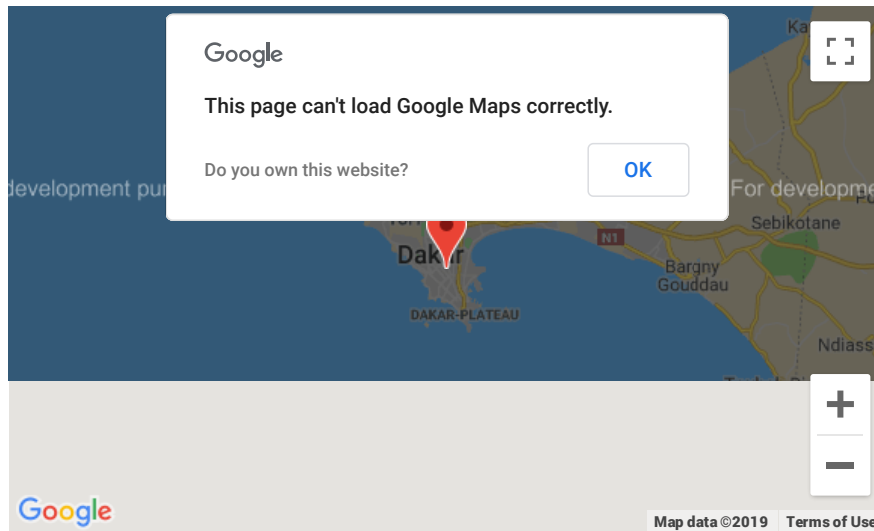 Google
This page can't load Google Maps correctly.
Do you own this website?
OK
development pur
For developme
Sebikotane
N1
Dakar
Bargny
Gouddau
DAKAR-PLATEAU
Ndiass
Google
Map data ©2019
Terms of Use